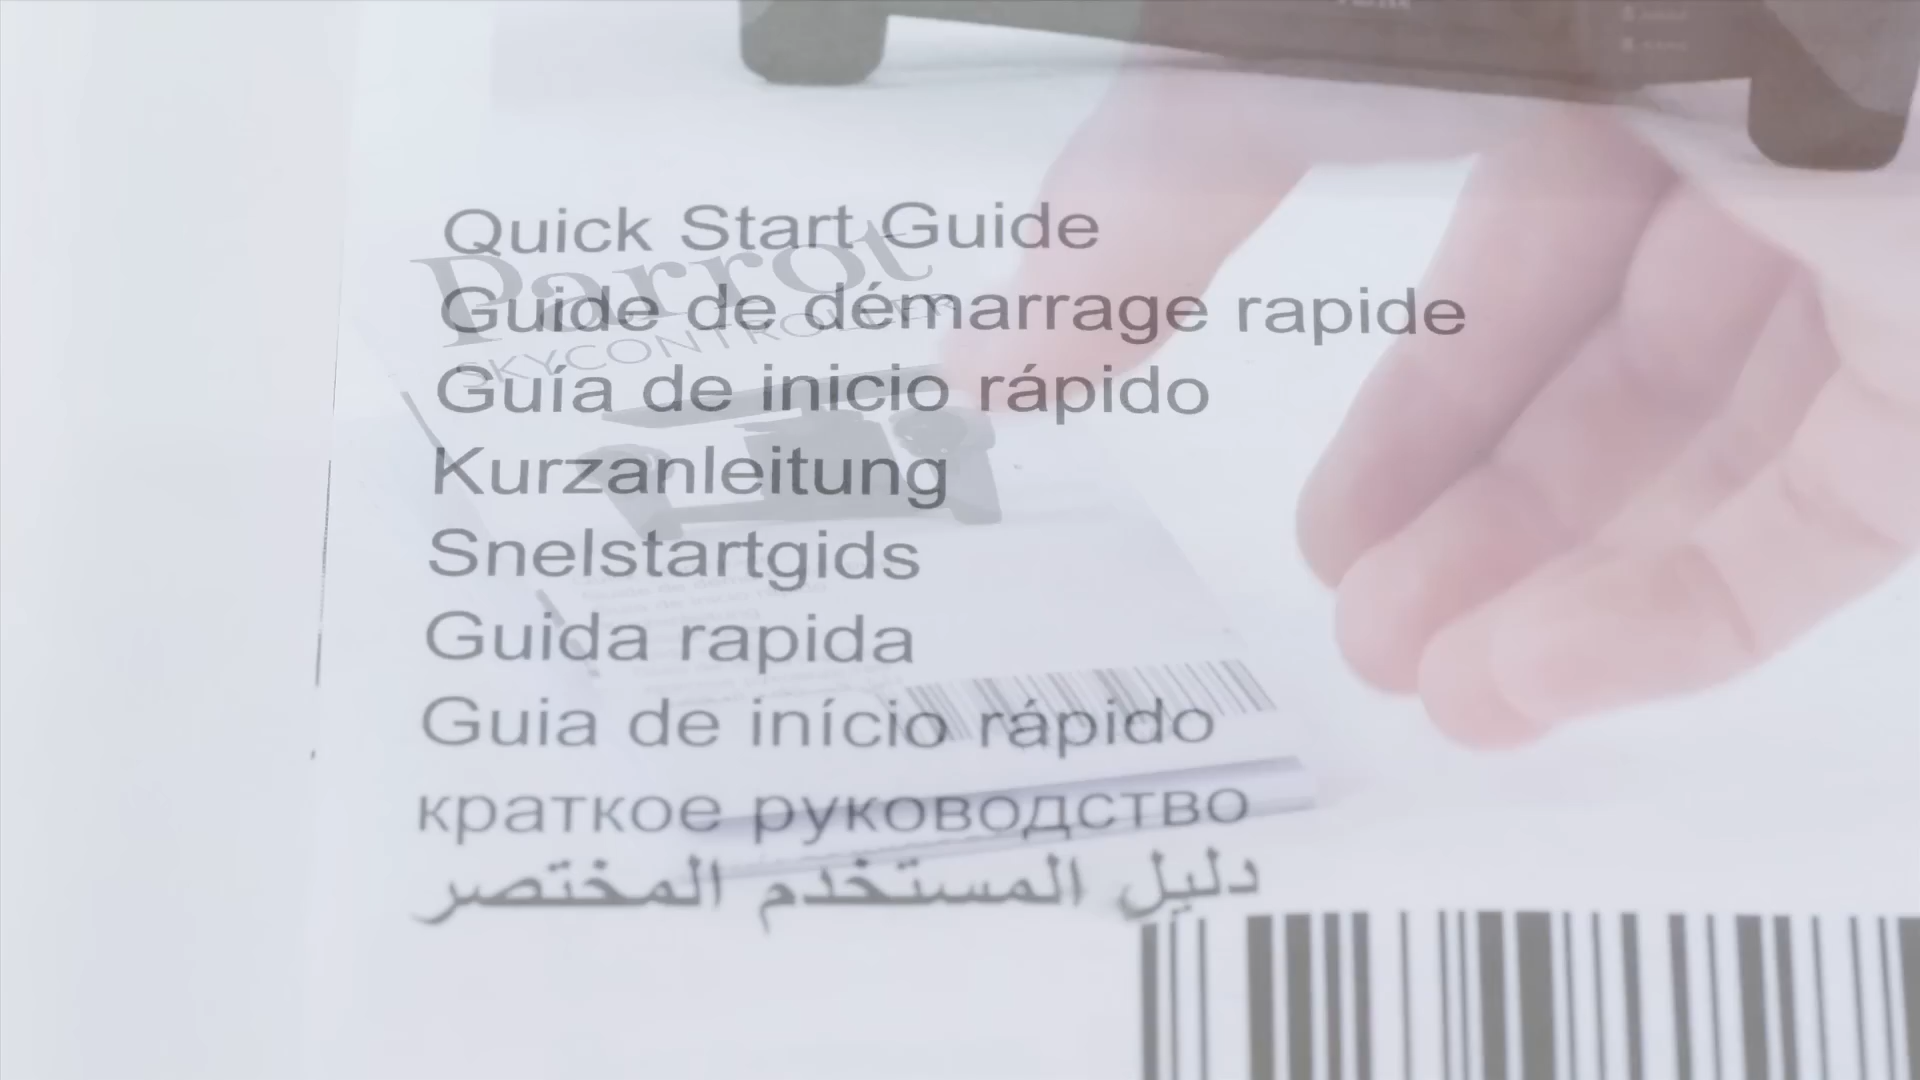 Quick Start Guide
Parrot
Guide de démarrage rapide
SKYCONTROLLER
Guía de inicio rápido
Kurzanleitung
Snelstartgids
Guida rapida
Guia de início rápido
краткое руководство
دليل المستخدم المختصر